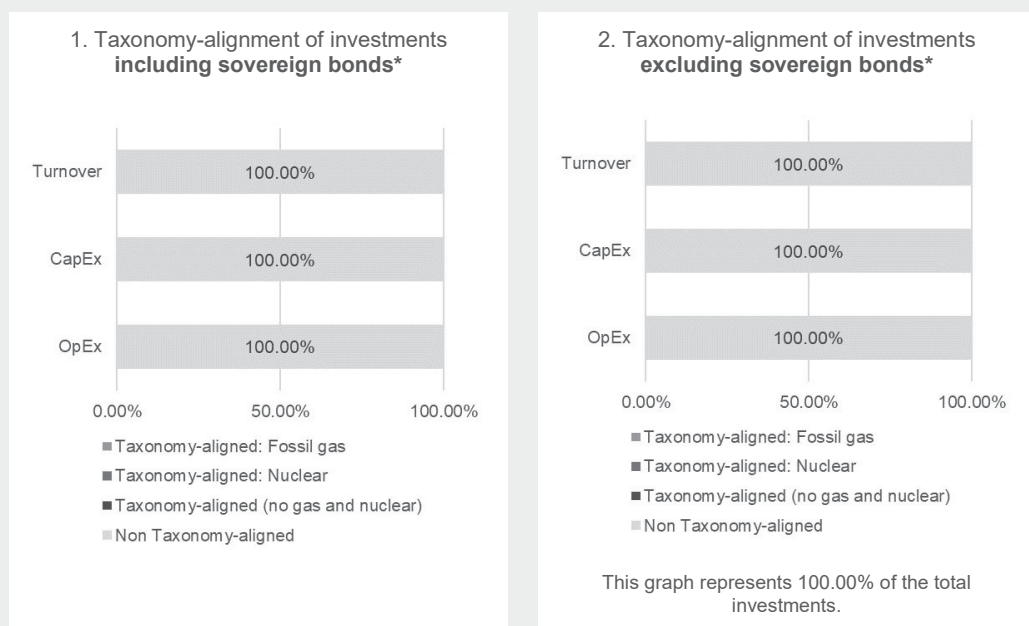 1. Taxonomy-alignment of investments
including sovereign bonds*
Turnover
100.00%
CapEx
100.00%
OpEx
100.00%
0.00%
50.00%
100.00%
Taxonomy-aligned: Fossil gas
Taxonomy-aligned: Nuclear
Taxonomy-aligned (no gas and nuclear)
Non Taxonomy-aligned
2. Taxonomy-alignment of investments
excluding sovereign bonds*
Turnover
100.00%
CapEx
100.00%
OpEx
100.00%
0.00%
50.00%
100.00%
Taxonomy-aligned: Fossil gas
Taxonomy-aligned: Nuclear
Taxonomy-aligned (no gas and nuclear)
Non Taxonomy-aligned
This graph represents 100.00% of the total
investments.